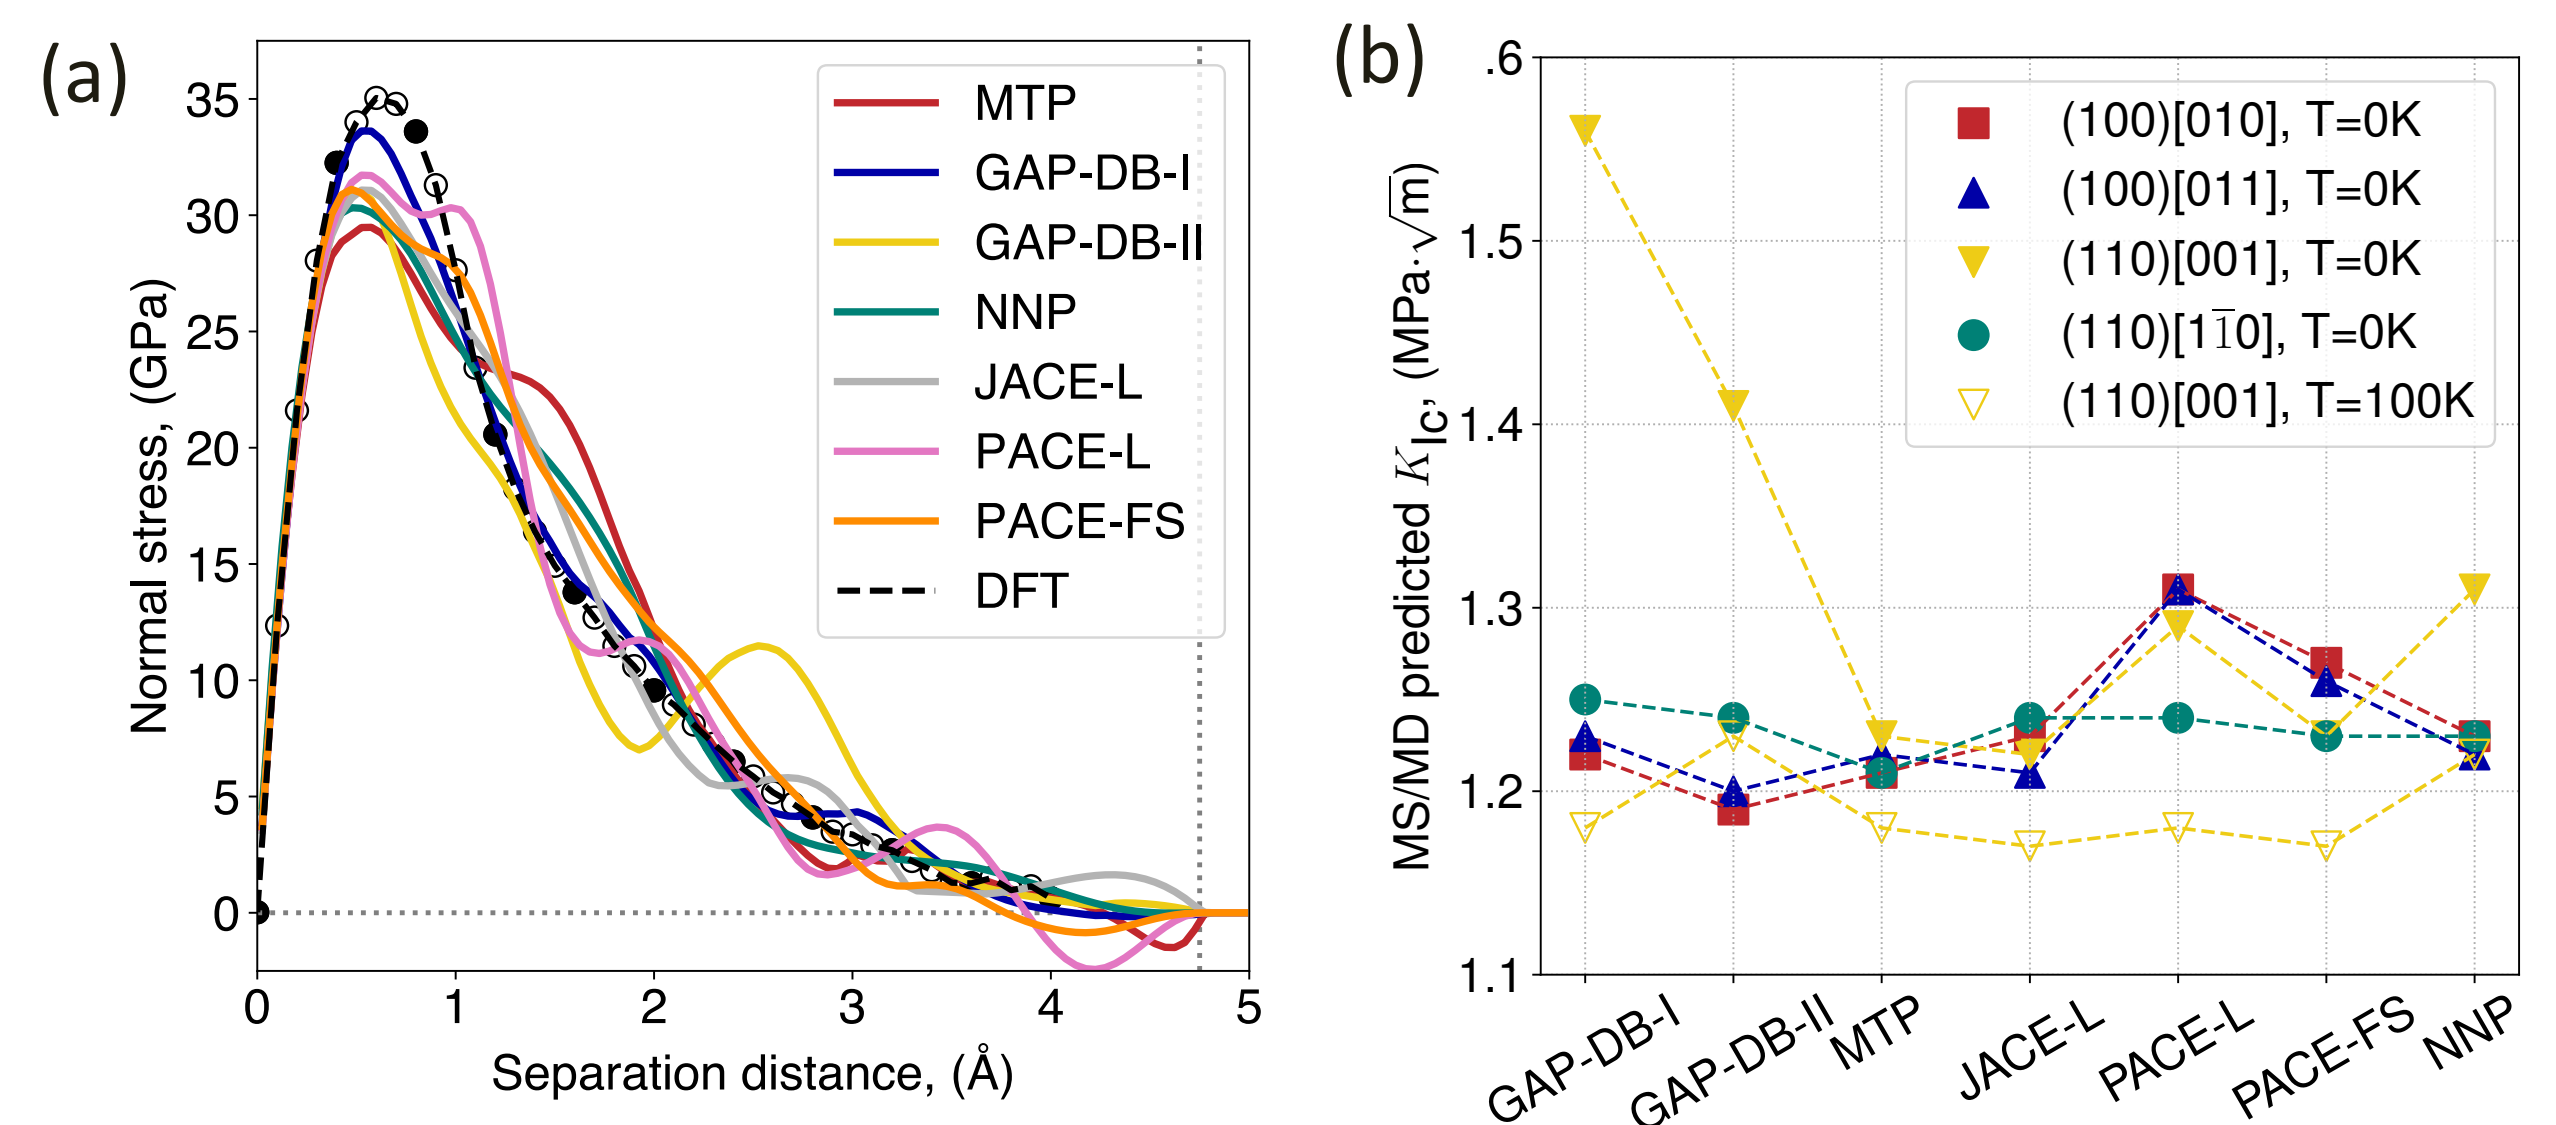 (a)
35
30
25
20
15
10
5
0
Normal stress, (GPa)
0 1 2 3 4 5
Separation distance, (Å)
MTP
GAP-DB-I
GAP-DB-II
NNP
JACE-L
PACE-L
PACE-FS
DFT
(b)
.6
1.5
1.4
1.3
1.2
1.1
MS/MD predicted K_Ic, (MPa·√m)
(100)[010], T=0K
(100)[011], T=0K
(110)[001], T=0K
(110)[11̅0], T=0K
(110)[001], T=100K
GAP-DB-I
GAP-DB-II
MTP
JACE-L
PACE-L
PACE-FS
NNP